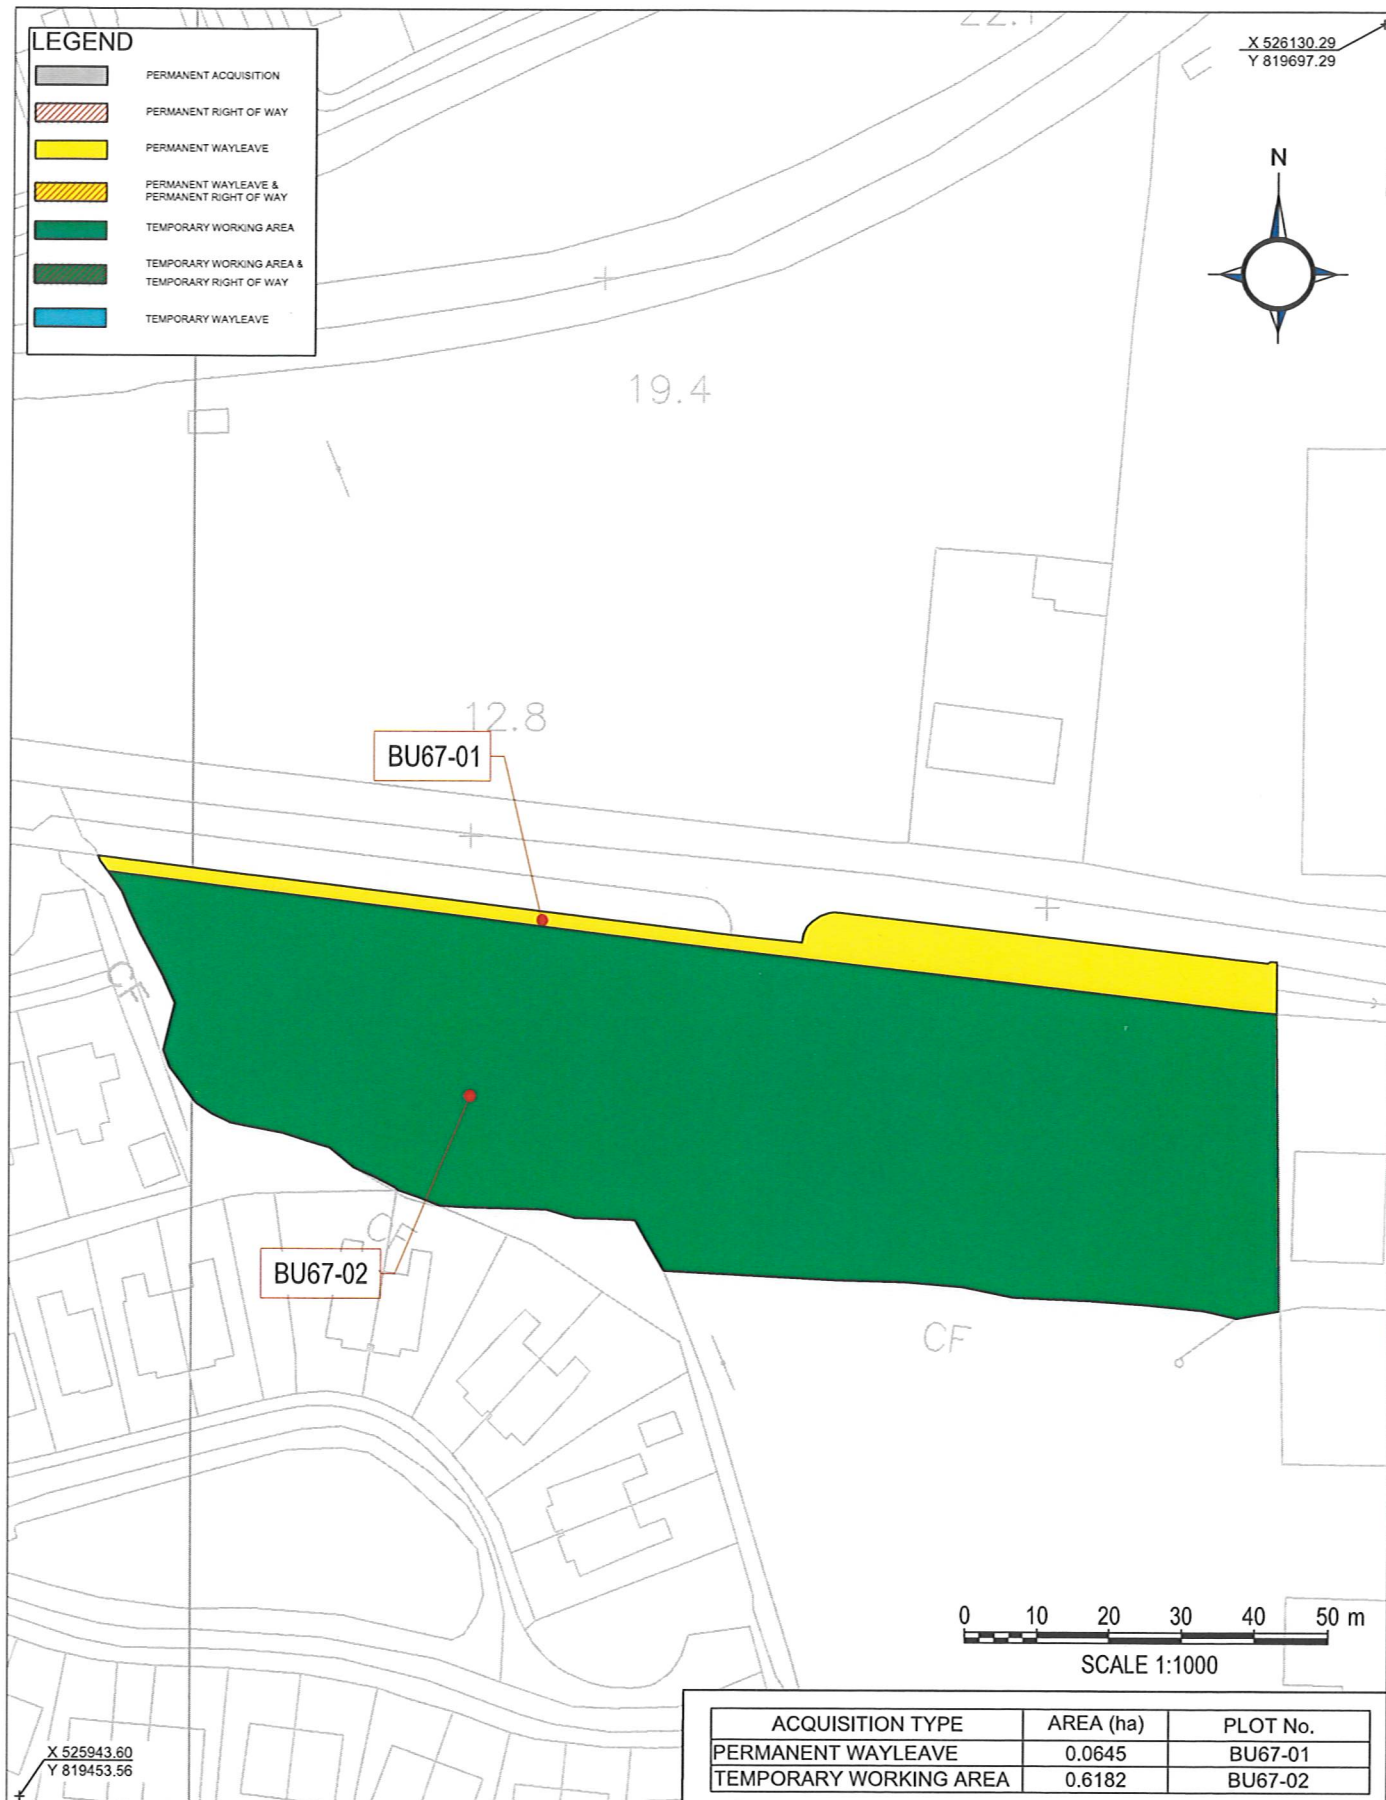 LEGEND
PERMANENT ACQUISITION
PERMANENT RIGHT OF WAY
PERMANENT WAYLEAVE
PERMANENT WAYLEAVE &
PERMANENT RIGHT OF WAY
TEMPORARY WORKING AREA
TEMPORARY WORKING AREA &
TEMPORARY RIGHT OF WAY
TEMPORARY WAYLEAVE
X 526130.29
Y 819697.29
N
19.4
12.8
BU67-01
CF
CF
BU67-02
CF
0 10 20 30 40 50 m
SCALE 1:1000
X 525943.60
Y 819453.56
ACQUISITION TYPE AREA (ha) PLOT No.
PERMANENT WAYLEAVE 0.0645 BU67-01
TEMPORARY WORKING AREA 0.6182 BU67-02